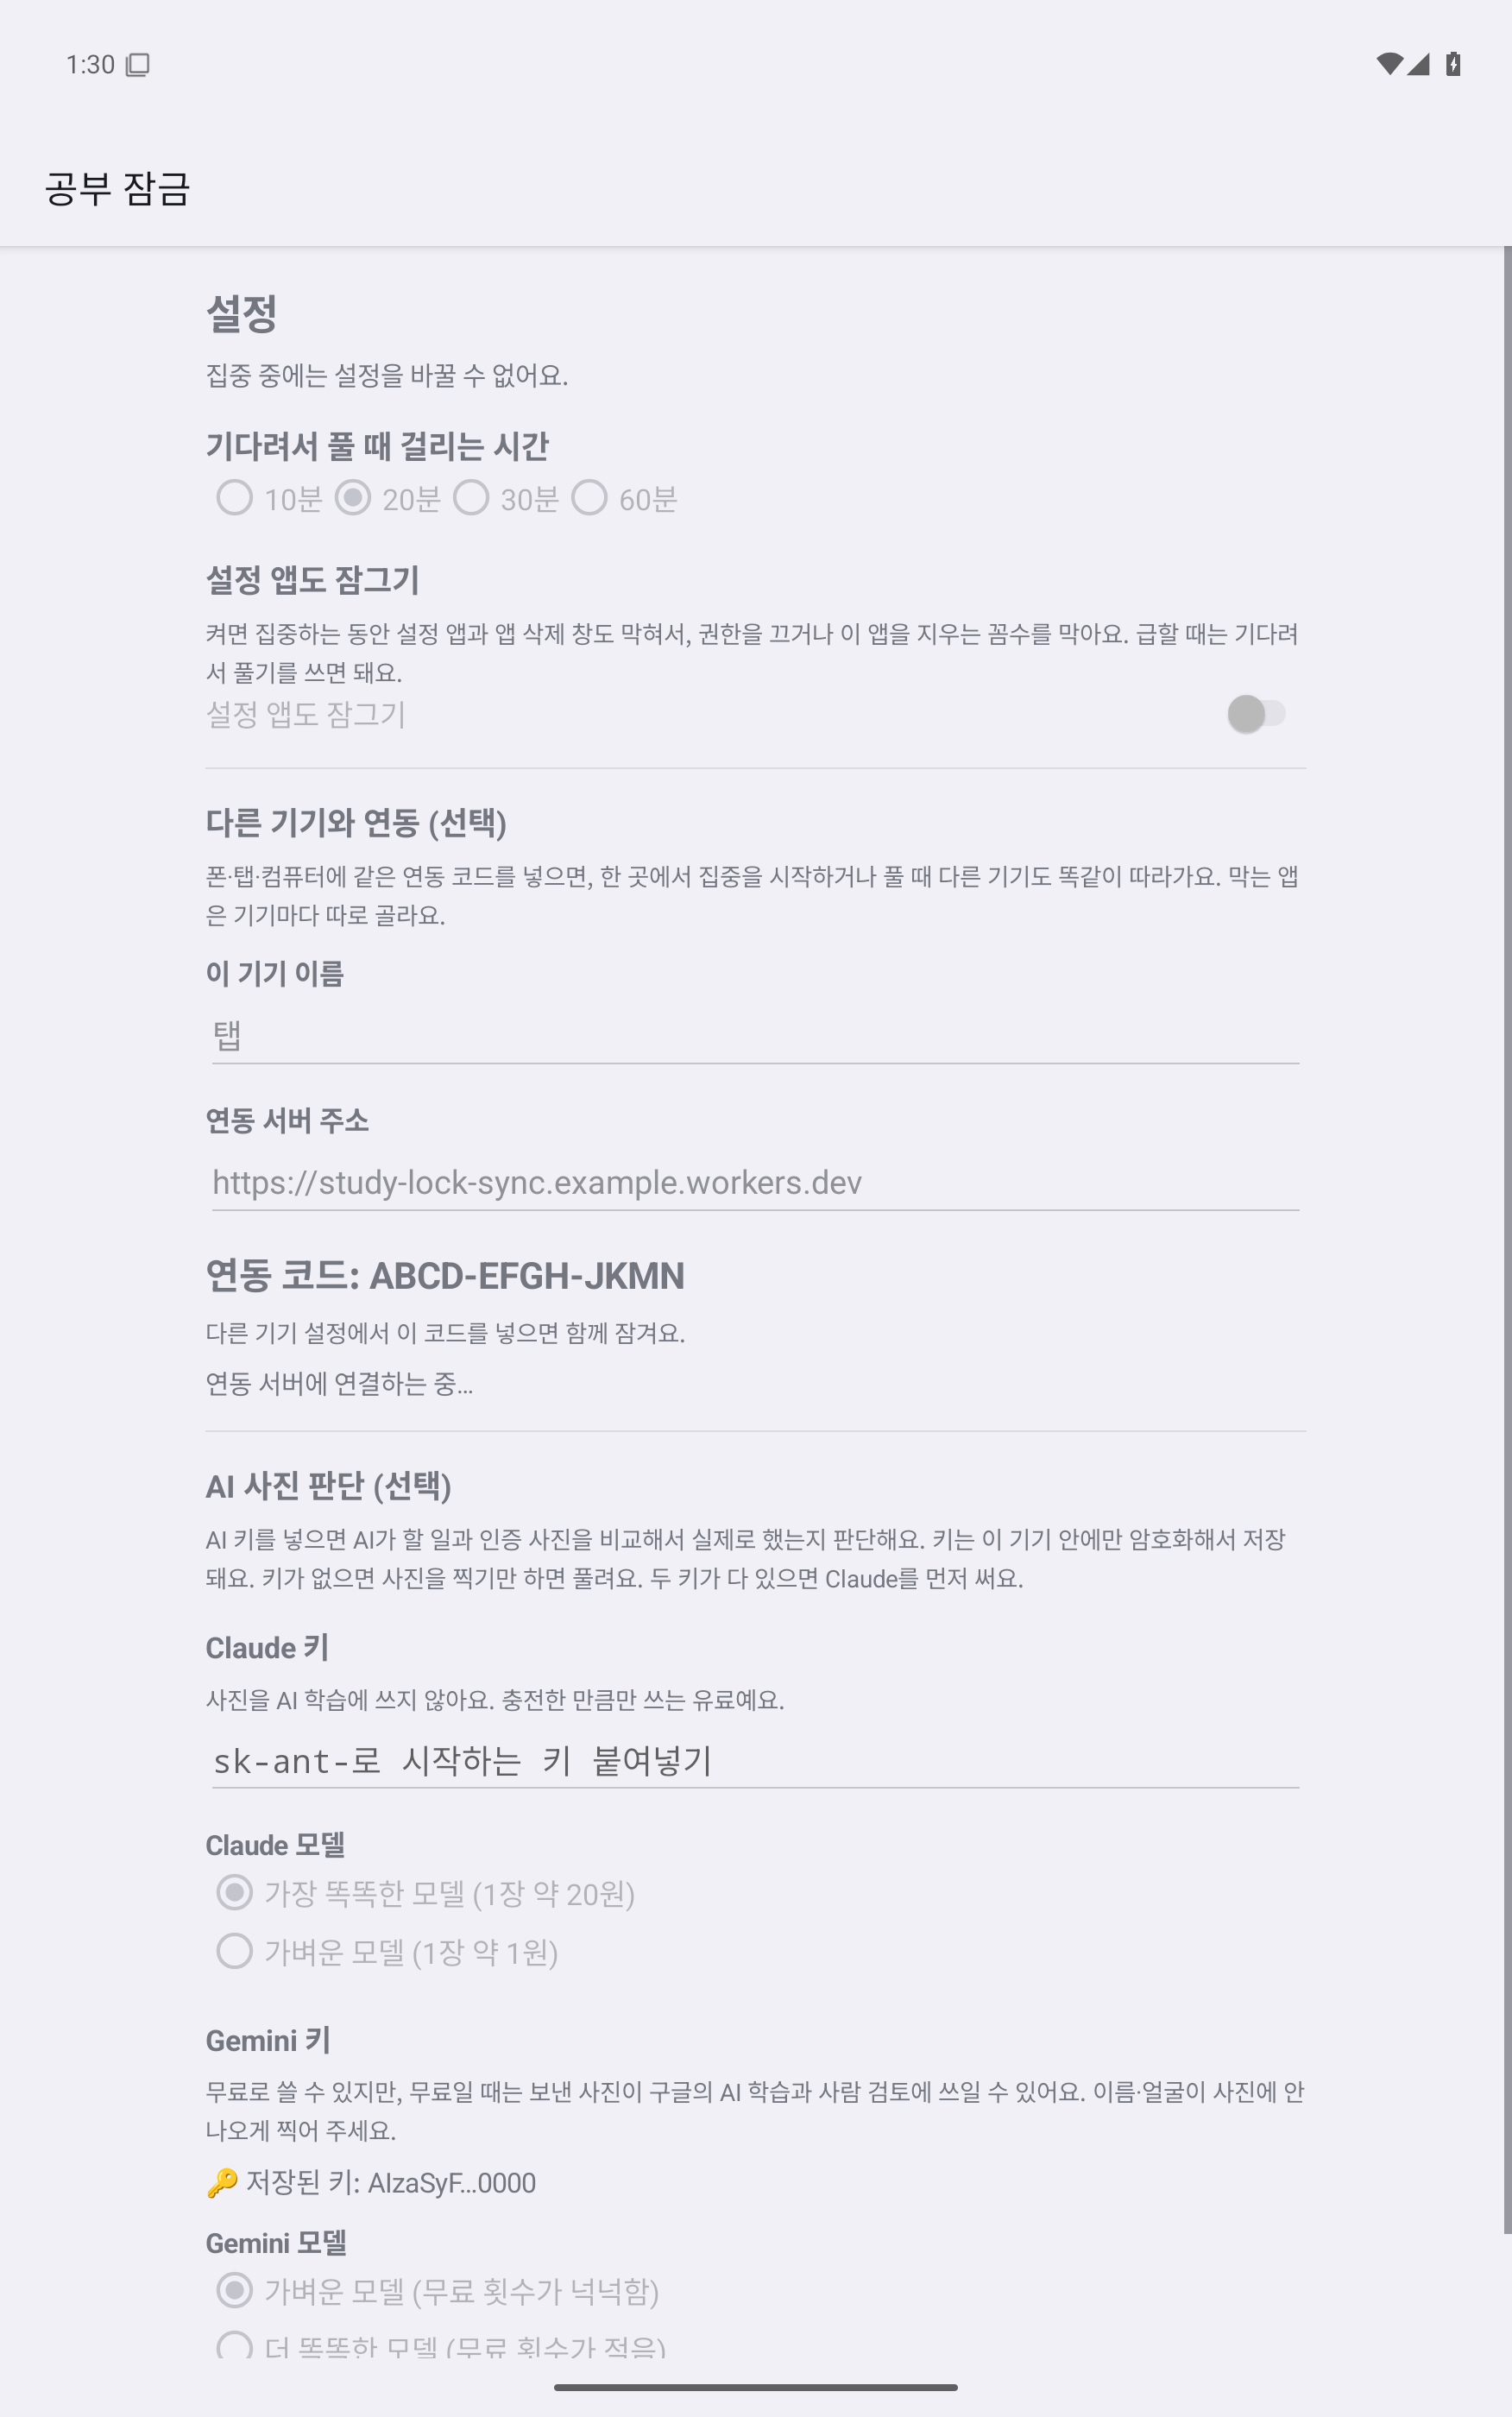 1:30
공부 잠금
설정
집중 중에는 설정을 바꿀 수 없어요.
기다려서 풀 때 걸리는 시간
10분 20분 30분 60분
설정 앱도 잠그기
켜면 집중하는 동안 설정 앱과 앱 삭제 창도 막혀서, 권한을 끄거나 이 앱을 지우는 꼼수를 막아요. 급할 때는 기다려
서 풀기를 쓰면 돼요.
설정 앱도 잠그기
다른 기기와 연동 (선택)
폰·탭·컴퓨터에 같은 연동 코드를 넣으면, 한 곳에서 집중을 시작하거나 풀 때 다른 기기도 똑같이 따라가요. 막는 앱
은 기기마다 따로 골라요.
이 기기 이름
탭
연동 서버 주소
https://study-lock-sync.example.workers.dev
연동 코드: ABCD-EFGH-JKMN
다른 기기 설정에서 이 코드를 넣으면 함께 잠겨요.
연동 서버에 연결하는 중…
AI 사진 판단 (선택)
AI 키를 넣으면 AI가 할 일과 인증 사진을 비교해서 실제로 했는지 판단해요. 키는 이 기기 안에만 암호화해서 저장
돼요. 키가 없으면 사진을 찍기만 하면 풀려요. 두 키가 다 있으면 Claude를 먼저 써요.
Claude 키
사진을 AI 학습에 쓰지 않아요. 충전한 만큼만 쓰는 유료예요.
sk-ant-로 시작하는 키 붙여넣기
Claude 모델
가장 똑똑한 모델 (1장 약 20원)
가벼운 모델 (1장 약 1원)
Gemini 키
무료로 쓸 수 있지만, 무료일 때는 보낸 사진이 구글의 AI 학습과 사람 검토에 쓰일 수 있어요. 이름·얼굴이 사진에 안
나오게 찍어 주세요.
🔑 저장된 키: AIzaSyF…0000
Gemini 모델
가벼운 모델 (무료 횟수가 넉넉함)
더 똑똑한 모델 (무료 횟수가 적음)